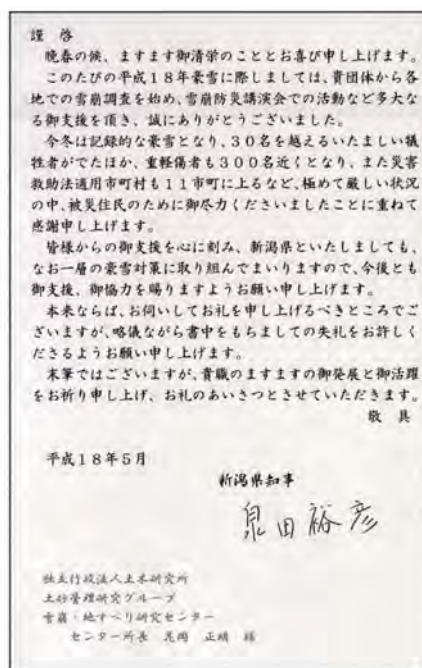 謹 啓
晩春の候、ますます御清栄のこととお喜び申し上げます。
このたびの平成18年豪雪に際しましては、貴団体から各
地での雪崩調査を始め、雪崩防災講演会での活動など多大な
る御支援を頂き、誠にありがとうございました。
今冬は記録的な豪雪となり、30名を越えるいたましい犠
牲者がでたほか、重軽傷者も300名近くとなり、また災害
救助法適用市町村も11市町に上るなど、極めて厳しい状況
の中、被災住民のために御尽力くださいましたことに重ねて
感謝申し上げます。
皆様からの御支援を心に刻み、新潟県といたしましても、
なお一層の豪雪対策に取り組んでまいりますので、今後とも
御支援、御協力を賜りますようお願い申し上げます。
本来ならば、お伺いしてお礼を申し上げるべきところでご
ざいますが、略儀ながら書中をもちましての失礼をお許しく
ださるようお願い申し上げます。
末筆ではございますが、貴職のますますの御発展と御活躍
をお祈り申し上げ、お礼のあいさつとさせていただきます。
敬 具
平成18年5月
新潟県知事
泉田裕彦
独立行政法人土木研究所
土砂管理研究グループ
雪崩・地すべり研究センター
センター所長 花岡 正明 様